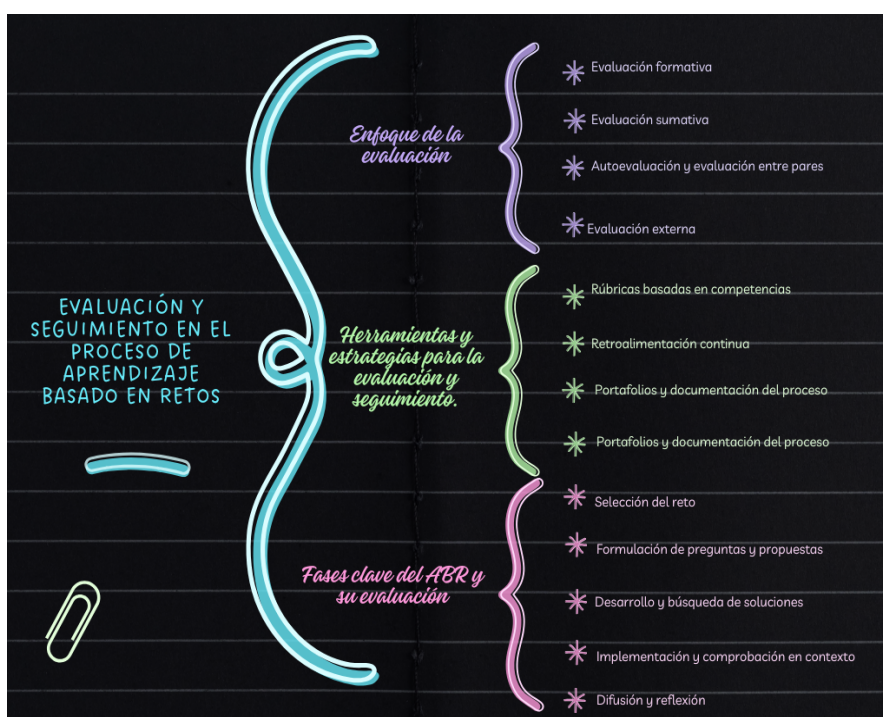 EVALUACIÓN Y
SEGUIMIENTO EN EL
PROCESO DE
APRENDIZAJE
BASADO EN RETOS
Enfoque de la
evaluación
Evaluación formativa
Evaluación sumativa
Autoevaluación y evaluación entre pares
Evaluación externa
Herramientas y
estrategias para la
evaluación y
seguimiento.
Rúbricas basadas en competencias
Retroalimentación continua
Portafolios y documentación del proceso
Portafolios y documentación del proceso
Fases clave del ABR y
su evaluación
Selección del reto
Formulación de preguntas y propuestas
Desarrollo y búsqueda de soluciones
Implementación y comprobación en contexto
Difusión y reflexión